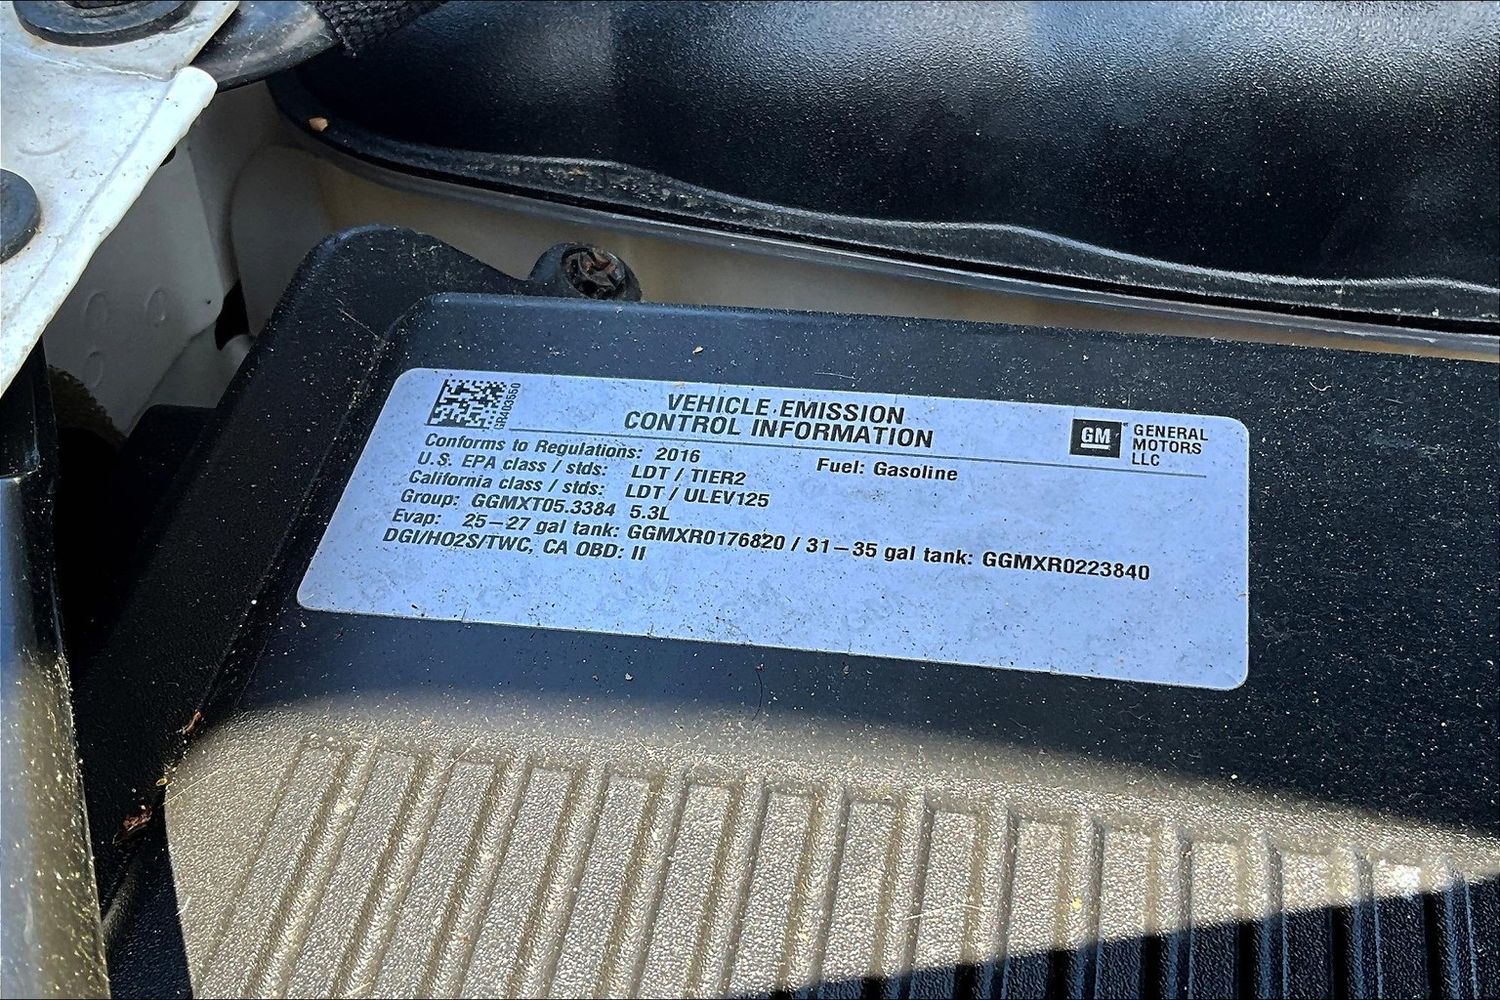 GB403550
VEHICLE EMISSION
CONTROL INFORMATION
GM GENERAL
MOTORS
LLC
Conforms to Regulations: 2016 Fuel: Gasoline
U.S. EPA class / stds: LDT / TIER2
California class / stds: LDT / ULEV125
Group: GGMXT05.3384 5.3L
Evap: 25-27 gal tank: GGMXR0176820 / 31-35 gal tank: GGMXR0223840
DGI/HO2S/TWC, CA OBD: II